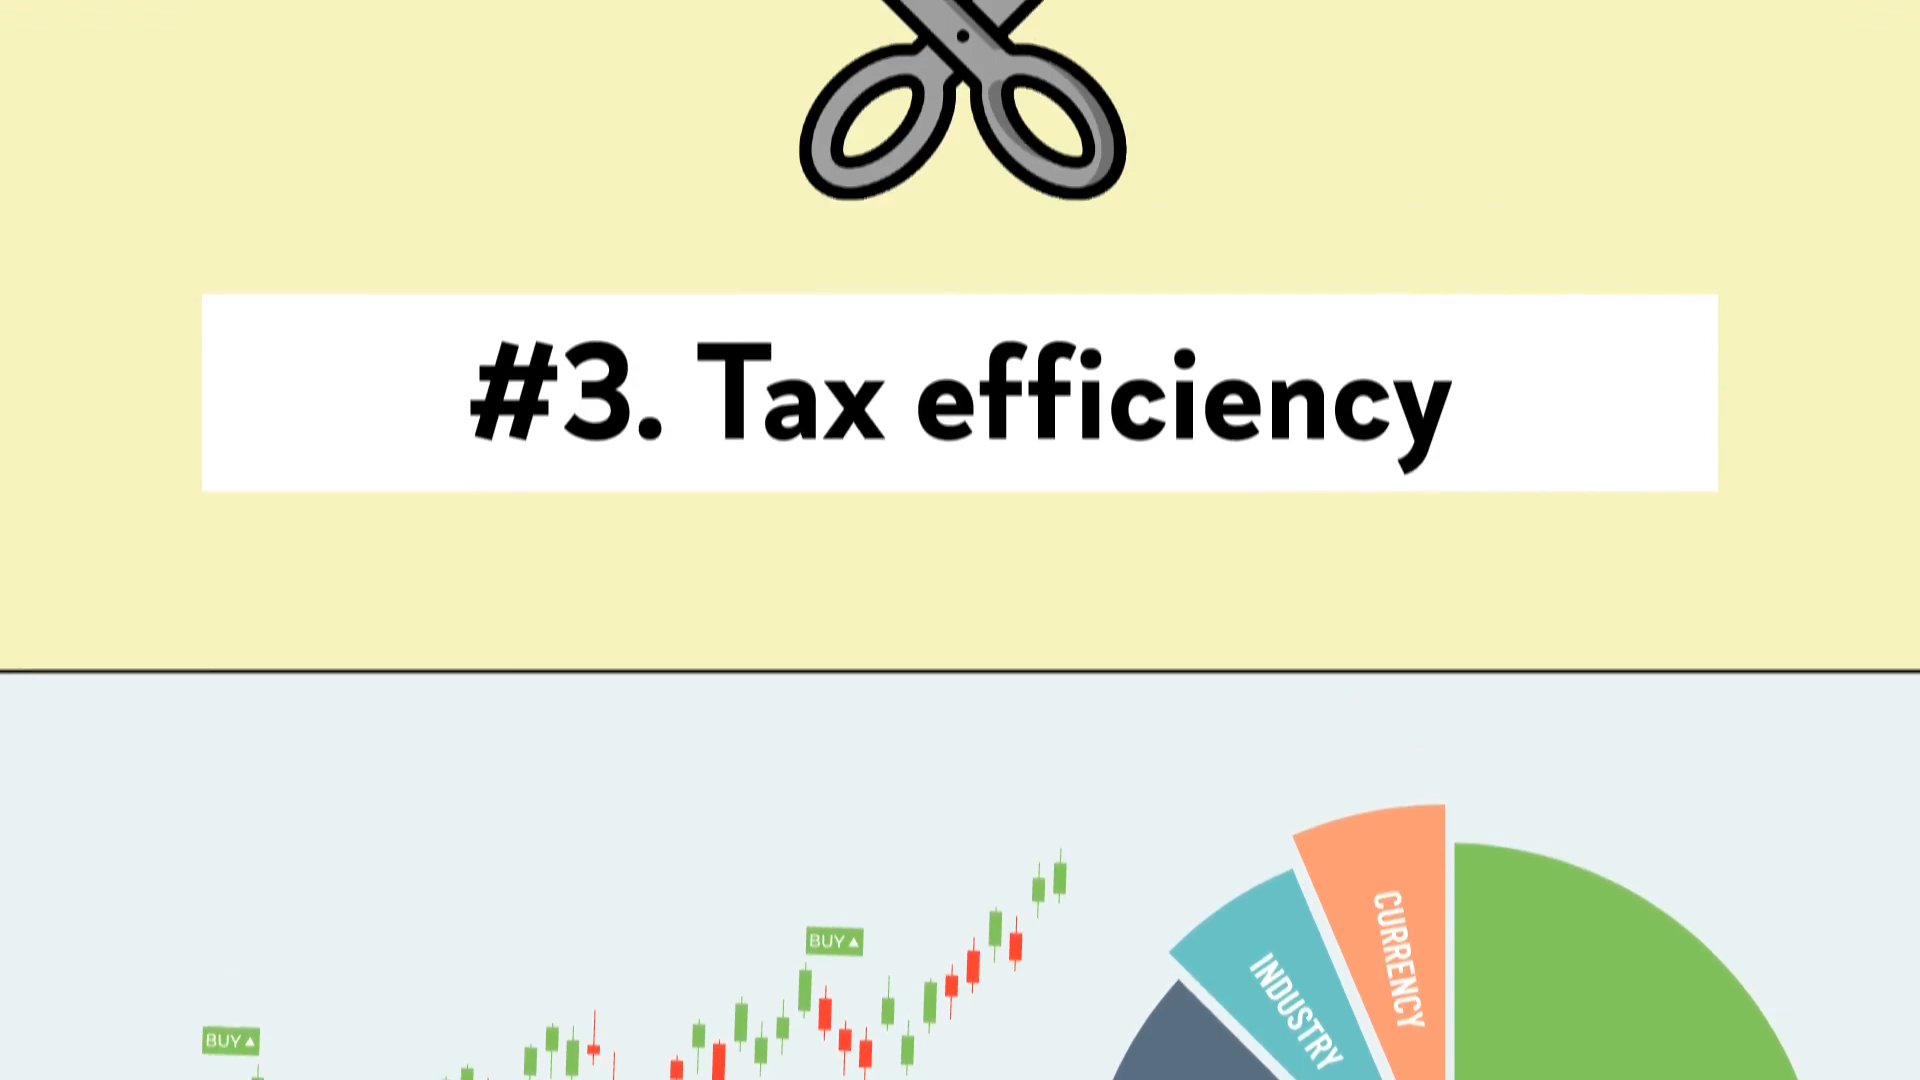 #3. Tax efficiency
BUY▲
BUY▲
INDUSTRY
CURRENCY